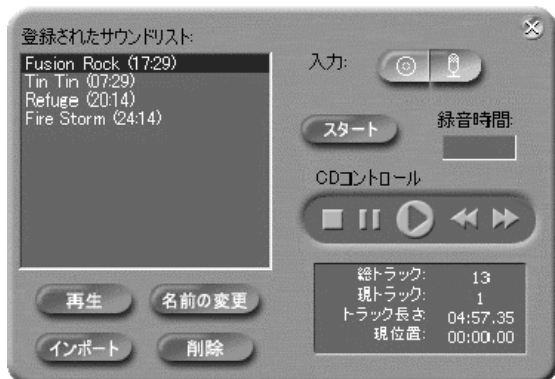 登録されたサウンドリスト:
Fusion Rock (17:29)
Tin Tin (07:29)
Refuge (20:14)
Fire Storm (24:14)
再生
名前の変更
インポート
削除
入力:
スタート
録音時間:
CDコントロール
総トラック: 13
現トラック: 1
トラック長さ: 04:57.35
現位置: 00:00.00